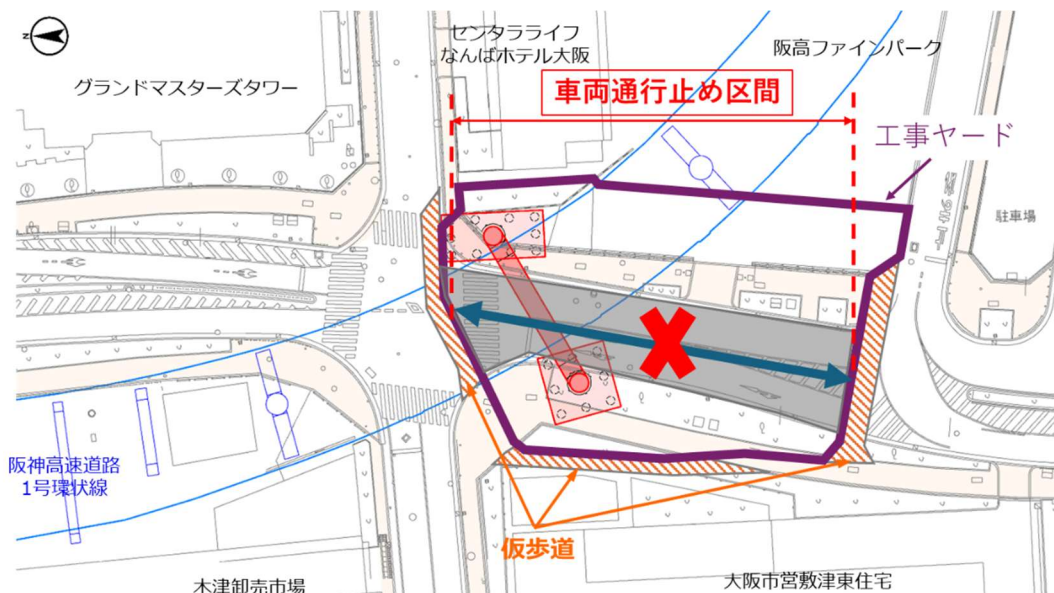 N
センタラライフ
なんばホテル大阪
阪高ファインパーク
グランドマスターズタワー
車両通行止め区間
工事ヤード
駐車場
阪神高速道路
1号環状線
仮歩道
木津卸売市場
大阪市営敷津東住宅